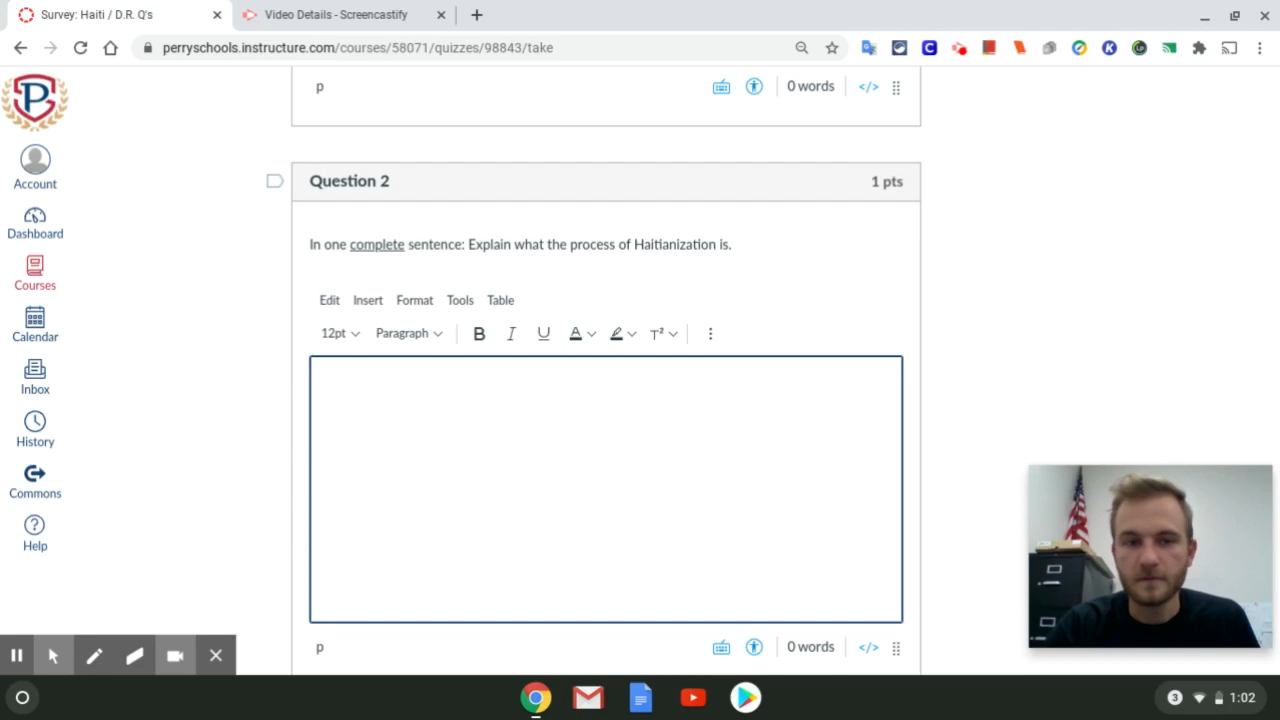 Survey: Haiti / D.R. Q's
Video Details - Screencastify
perryschools.instructure.com/courses/58071/quizzes/98843/take
P
Account
Dashboard
Courses
Calendar
Inbox
History
Commons
Help
p
0 words
</>
Question 2
1 pts
In one complete sentence: Explain what the process of Haitianization is.
Edit Insert Format Tools Table
12pt Paragraph B I U A T²
p
0 words
</>
3 1:02